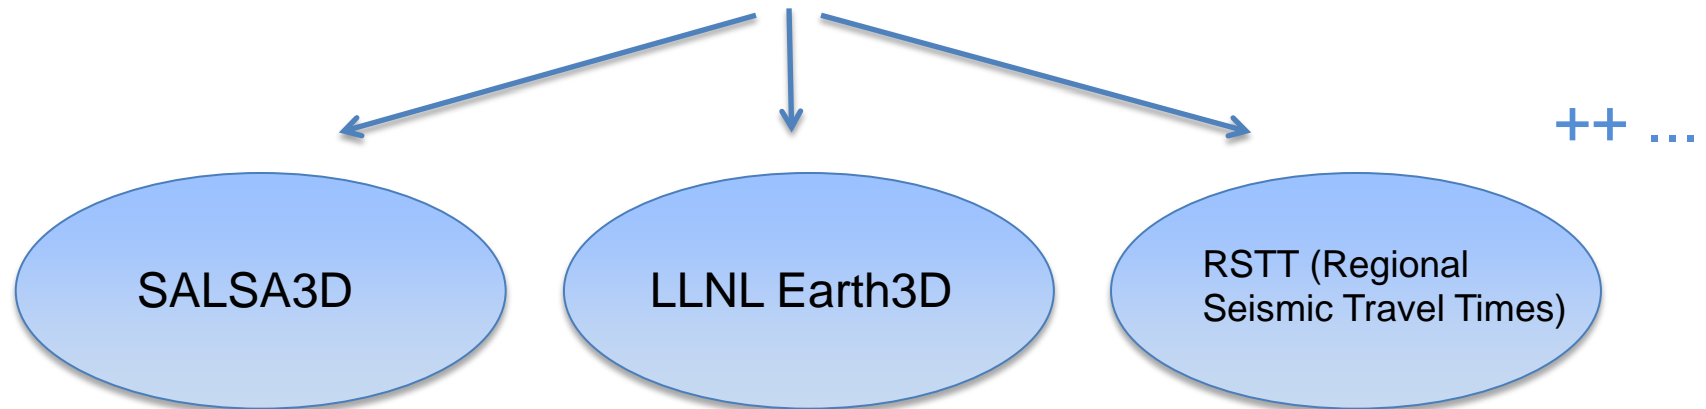 ++ ...
SALSA3D
LLNL Earth3D
RSTT (Regional
Seismic Travel Times)